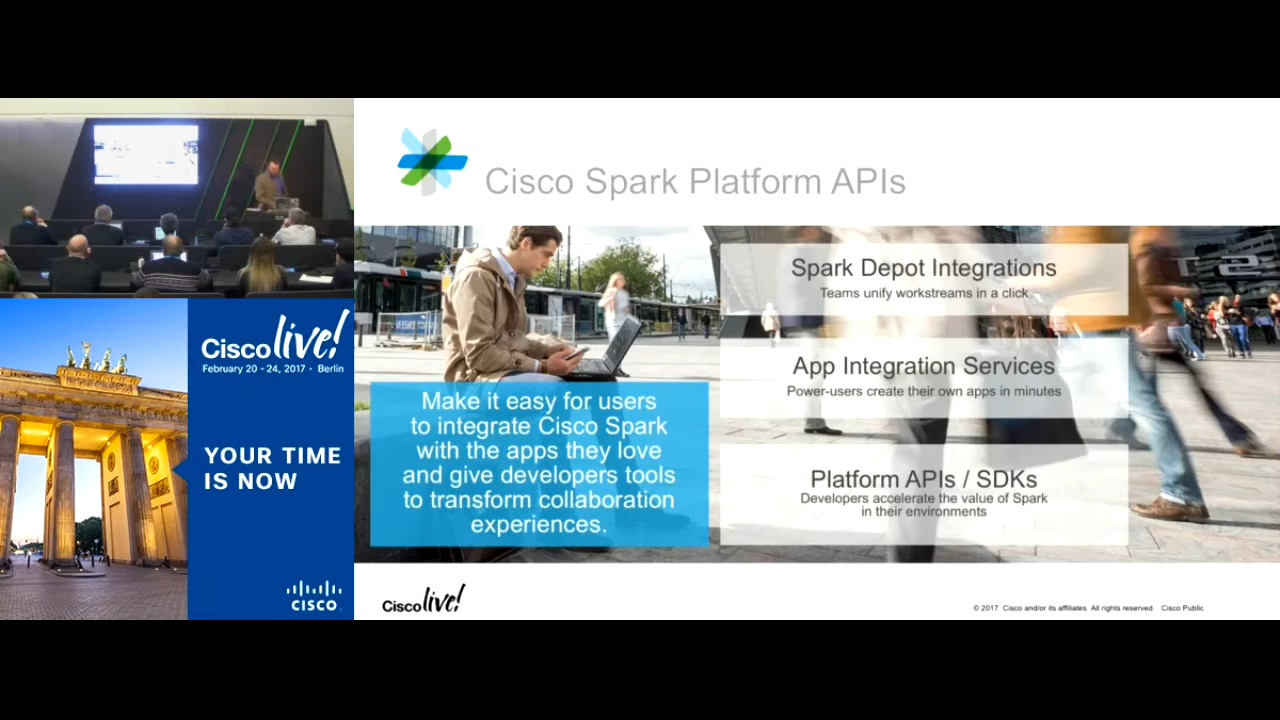 Cisco live!
February 20 - 24, 2017 • Berlin
YOUR TIME
IS NOW
CISCO.
Cisco Spark Platform APIs
Make it easy for users
to integrate Cisco Spark
with the apps they love
and give developers tools
to transform collaboration
experiences.
Spark Depot Integrations
Teams unify workstreams in a click
App Integration Services
Power-users create their own apps in minutes
Platform APIs / SDKs
Developers accelerate the value of Spark
in their environments
Cisco live!
© 2017 Cisco and/or its affiliates. All rights reserved. Cisco Public